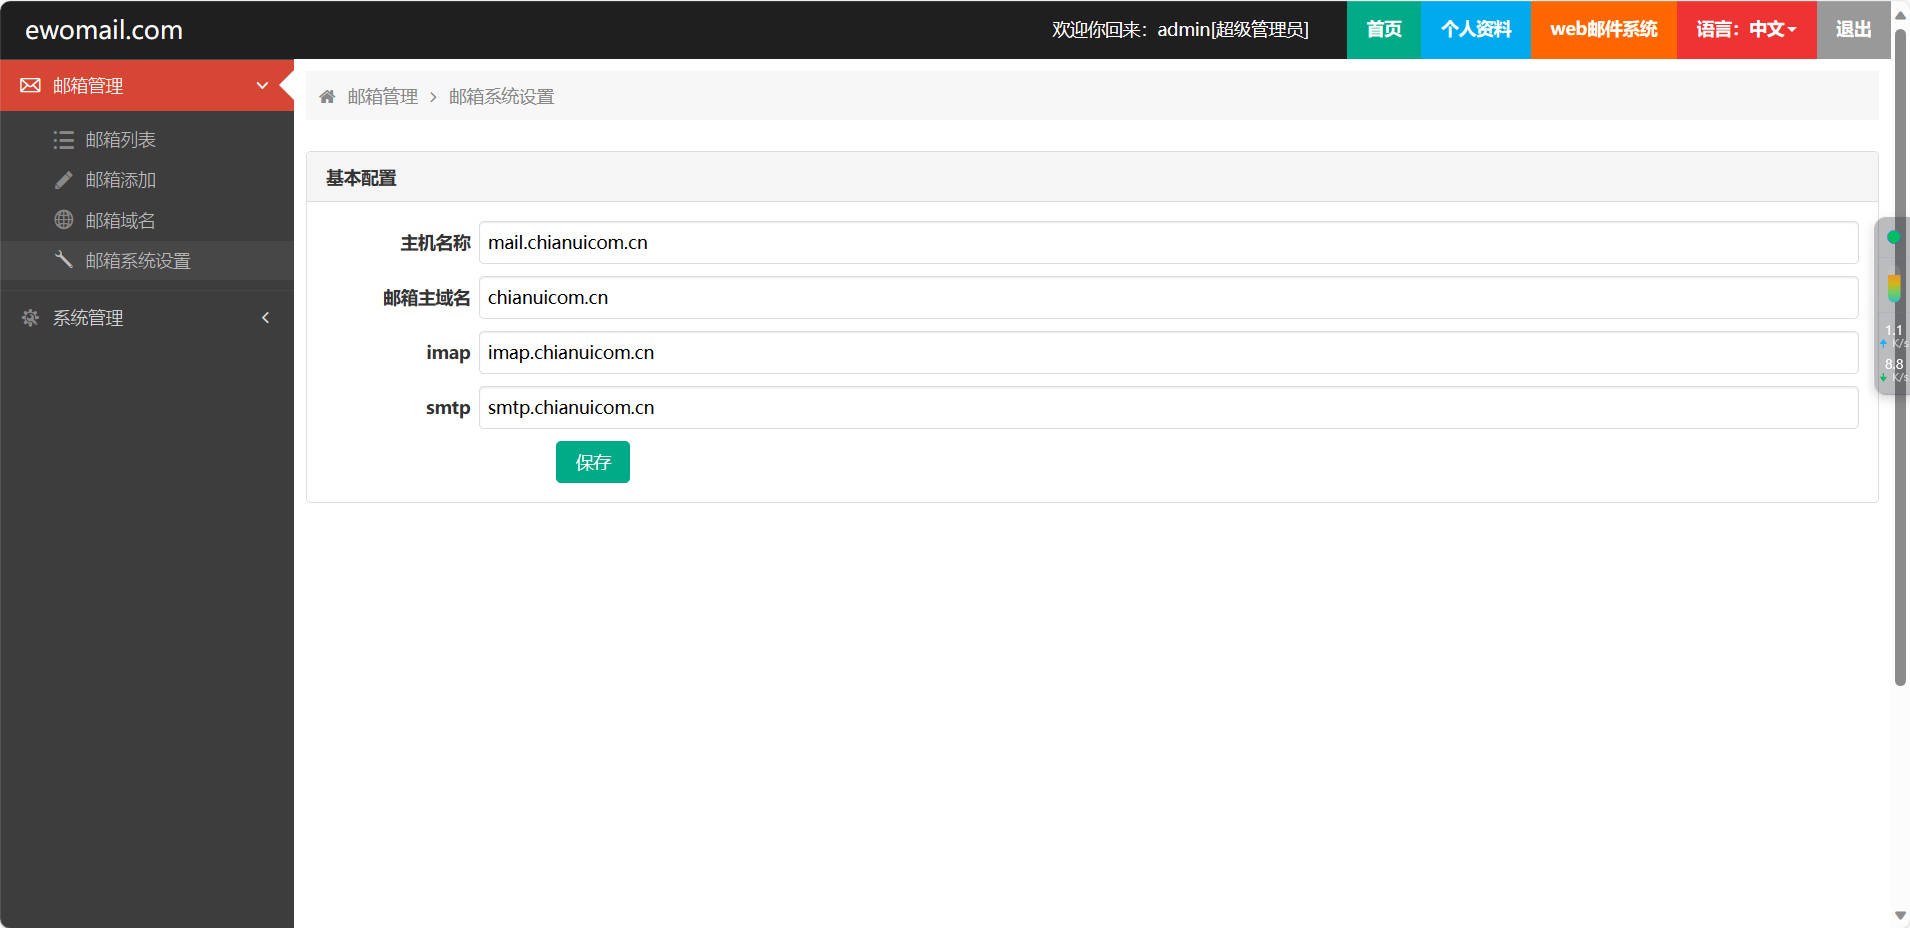 ewomail.com
欢迎你回来：admin[超级管理员]
首页
个人资料
web邮件系统
语言：中文
退出
邮箱管理
邮箱列表
邮箱添加
邮箱域名
邮箱系统设置
系统管理
邮箱管理 > 邮箱系统设置
基本配置
主机名称 mail.chianuicom.cn
邮箱主域名 chianuicom.cn
imap imap.chianuicom.cn
smtp smtp.chianuicom.cn
保存
1.1
K/s
8.8
K/s